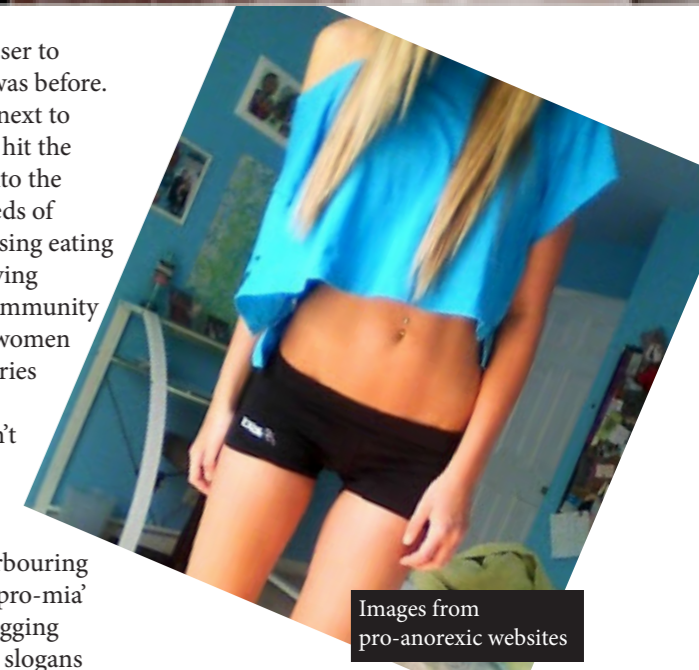 ser to
was before.
next to
hit the
to the
eds of
sing eating
ving
mmunity
women
ries
n't
rbouring
pro-mia'
gging
slogans
Images from
pro-anorexic websites